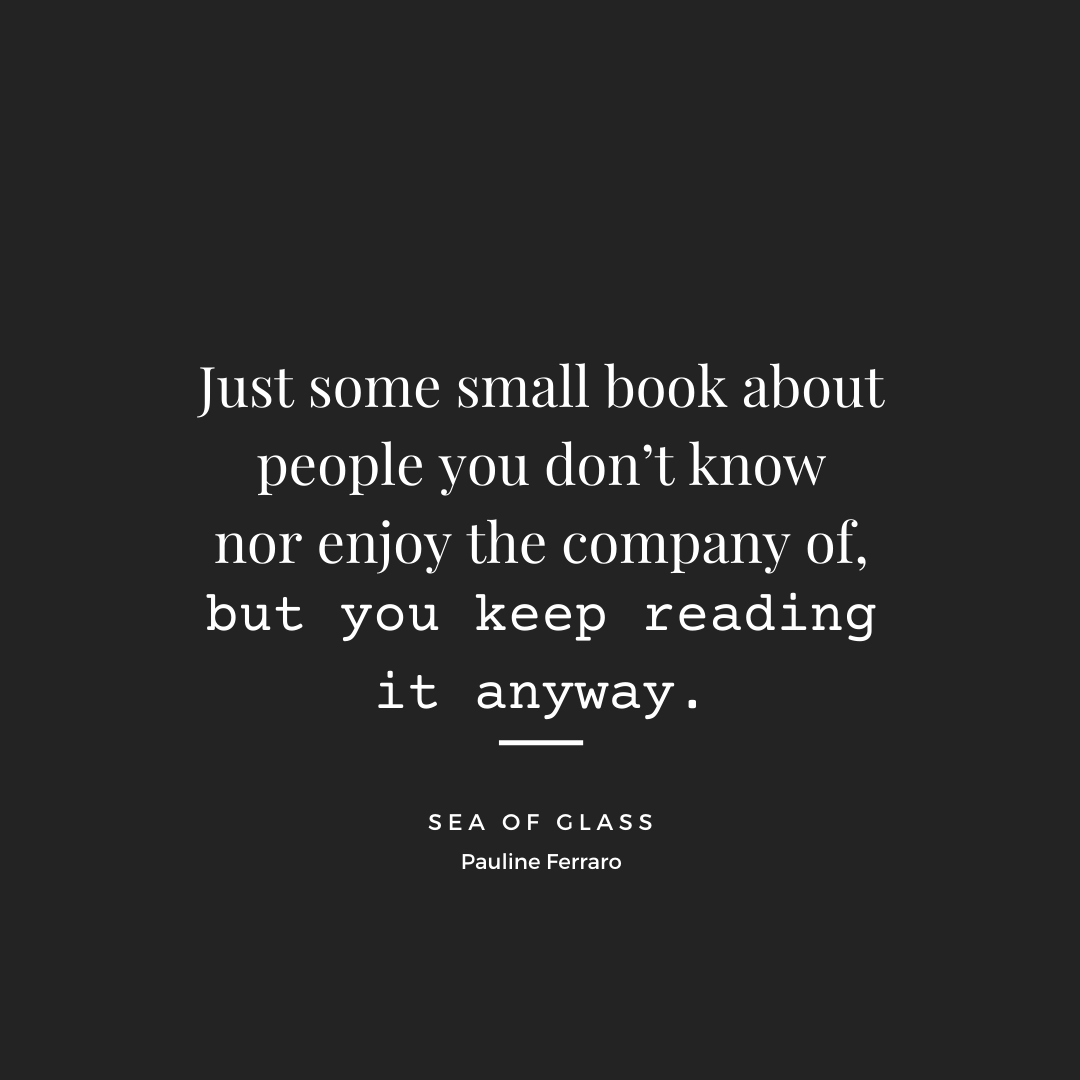 Just some small book about
people you don’t know
nor enjoy the company of,
but you keep reading
it anyway.
SEA OF GLASS
Pauline Ferraro